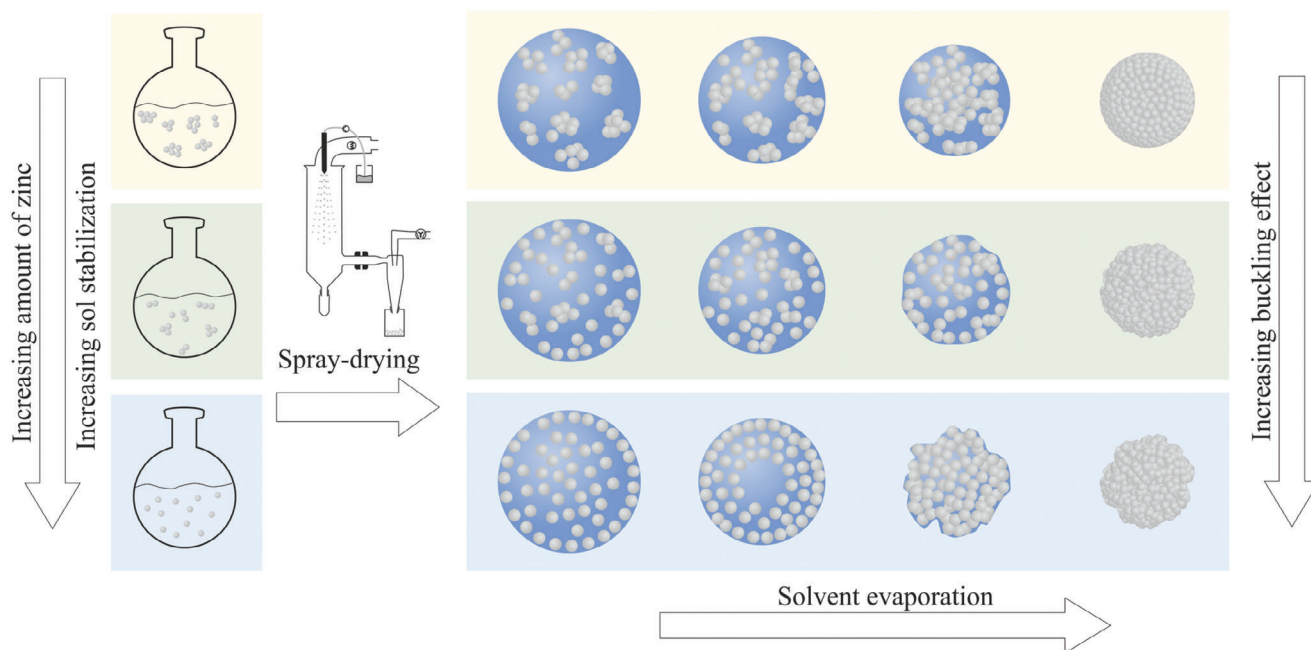 Increasing amount of zinc
Increasing sol stabilization
Spray-drying
Solvent evaporation
Increasing buckling effect